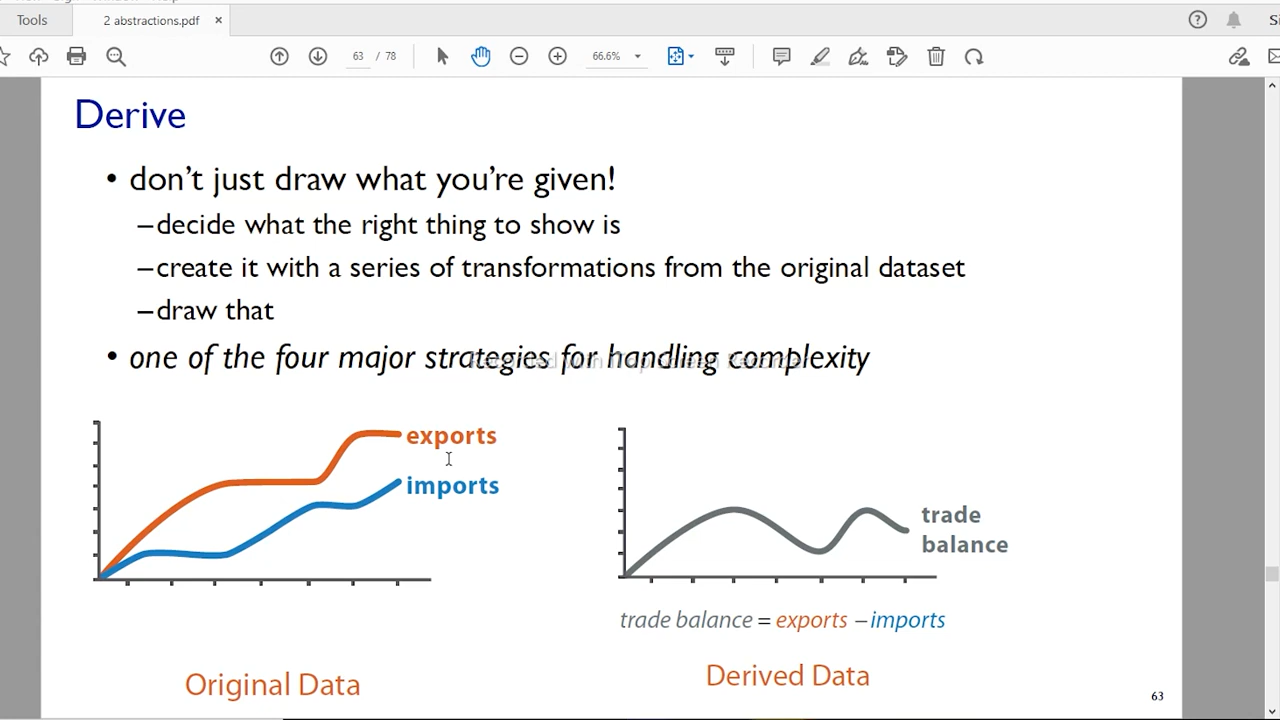 Tools
2 abstractions.pdf ×
63 / 78
66.6%
Derive
• don't just draw what you're given!
–decide what the right thing to show is
–create it with a series of transformations from the original dataset
–draw that
• one of the four major strategies for handling complexity
exports
imports
trade
balance
trade balance = exports – imports
Original Data
Derived Data
63